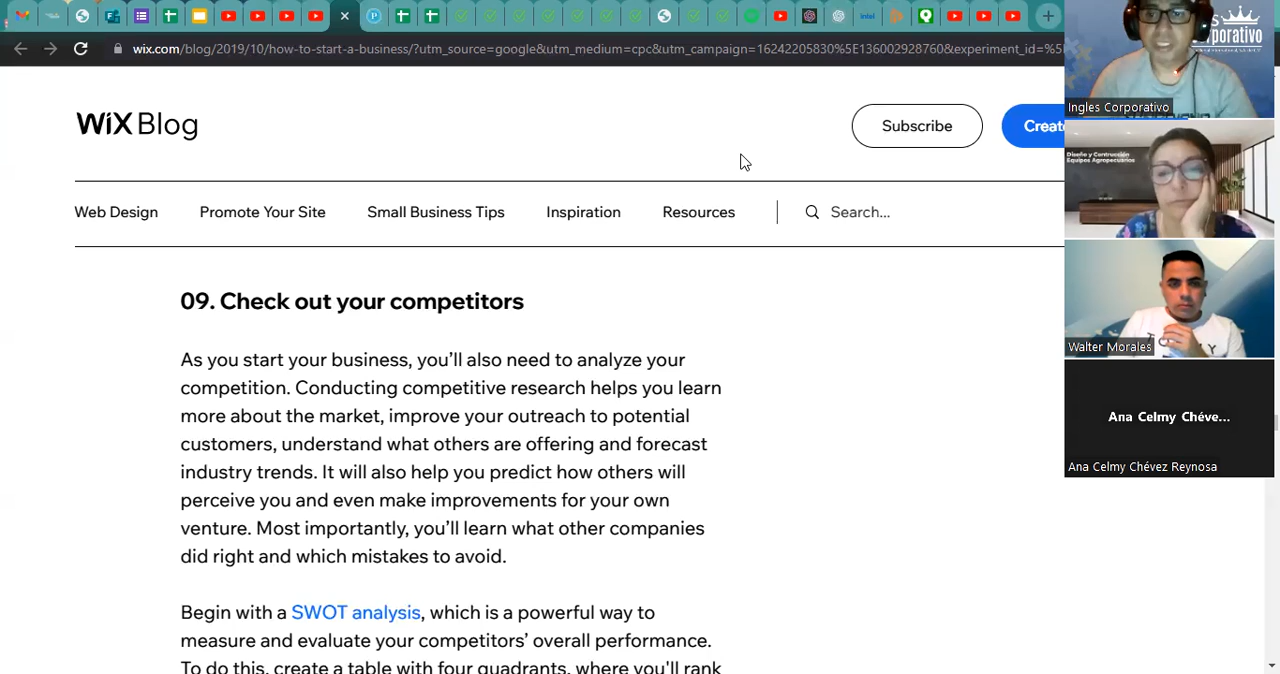 wix.com/blog/2019/10/how-to-start-a-business/?utm_source=google&utm_medium=cpc&utm_campaign=16242205830%5E136002928760&experiment_id=%5
WiX Blog
Subscribe
Create
Web Design
Promote Your Site
Small Business Tips
Inspiration
Resources
Search...
09. Check out your competitors
As you start your business, you’ll also need to analyze your
competition. Conducting competitive research helps you learn
more about the market, improve your outreach to potential
customers, understand what others are offering and forecast
industry trends. It will also help you predict how others will
perceive you and even make improvements for your own
venture. Most importantly, you’ll learn what other companies
did right and which mistakes to avoid.
Begin with a SWOT analysis, which is a powerful way to
measure and evaluate your competitors’ overall performance.
To do this, create a table with four quadrants, where you'll rank
Ingles Corporativo
Diseño y Construcción
Equipos Agropecuarios
Walter Morales
Ana Celmy Chéve...
Ana Celmy Chévez Reynosa